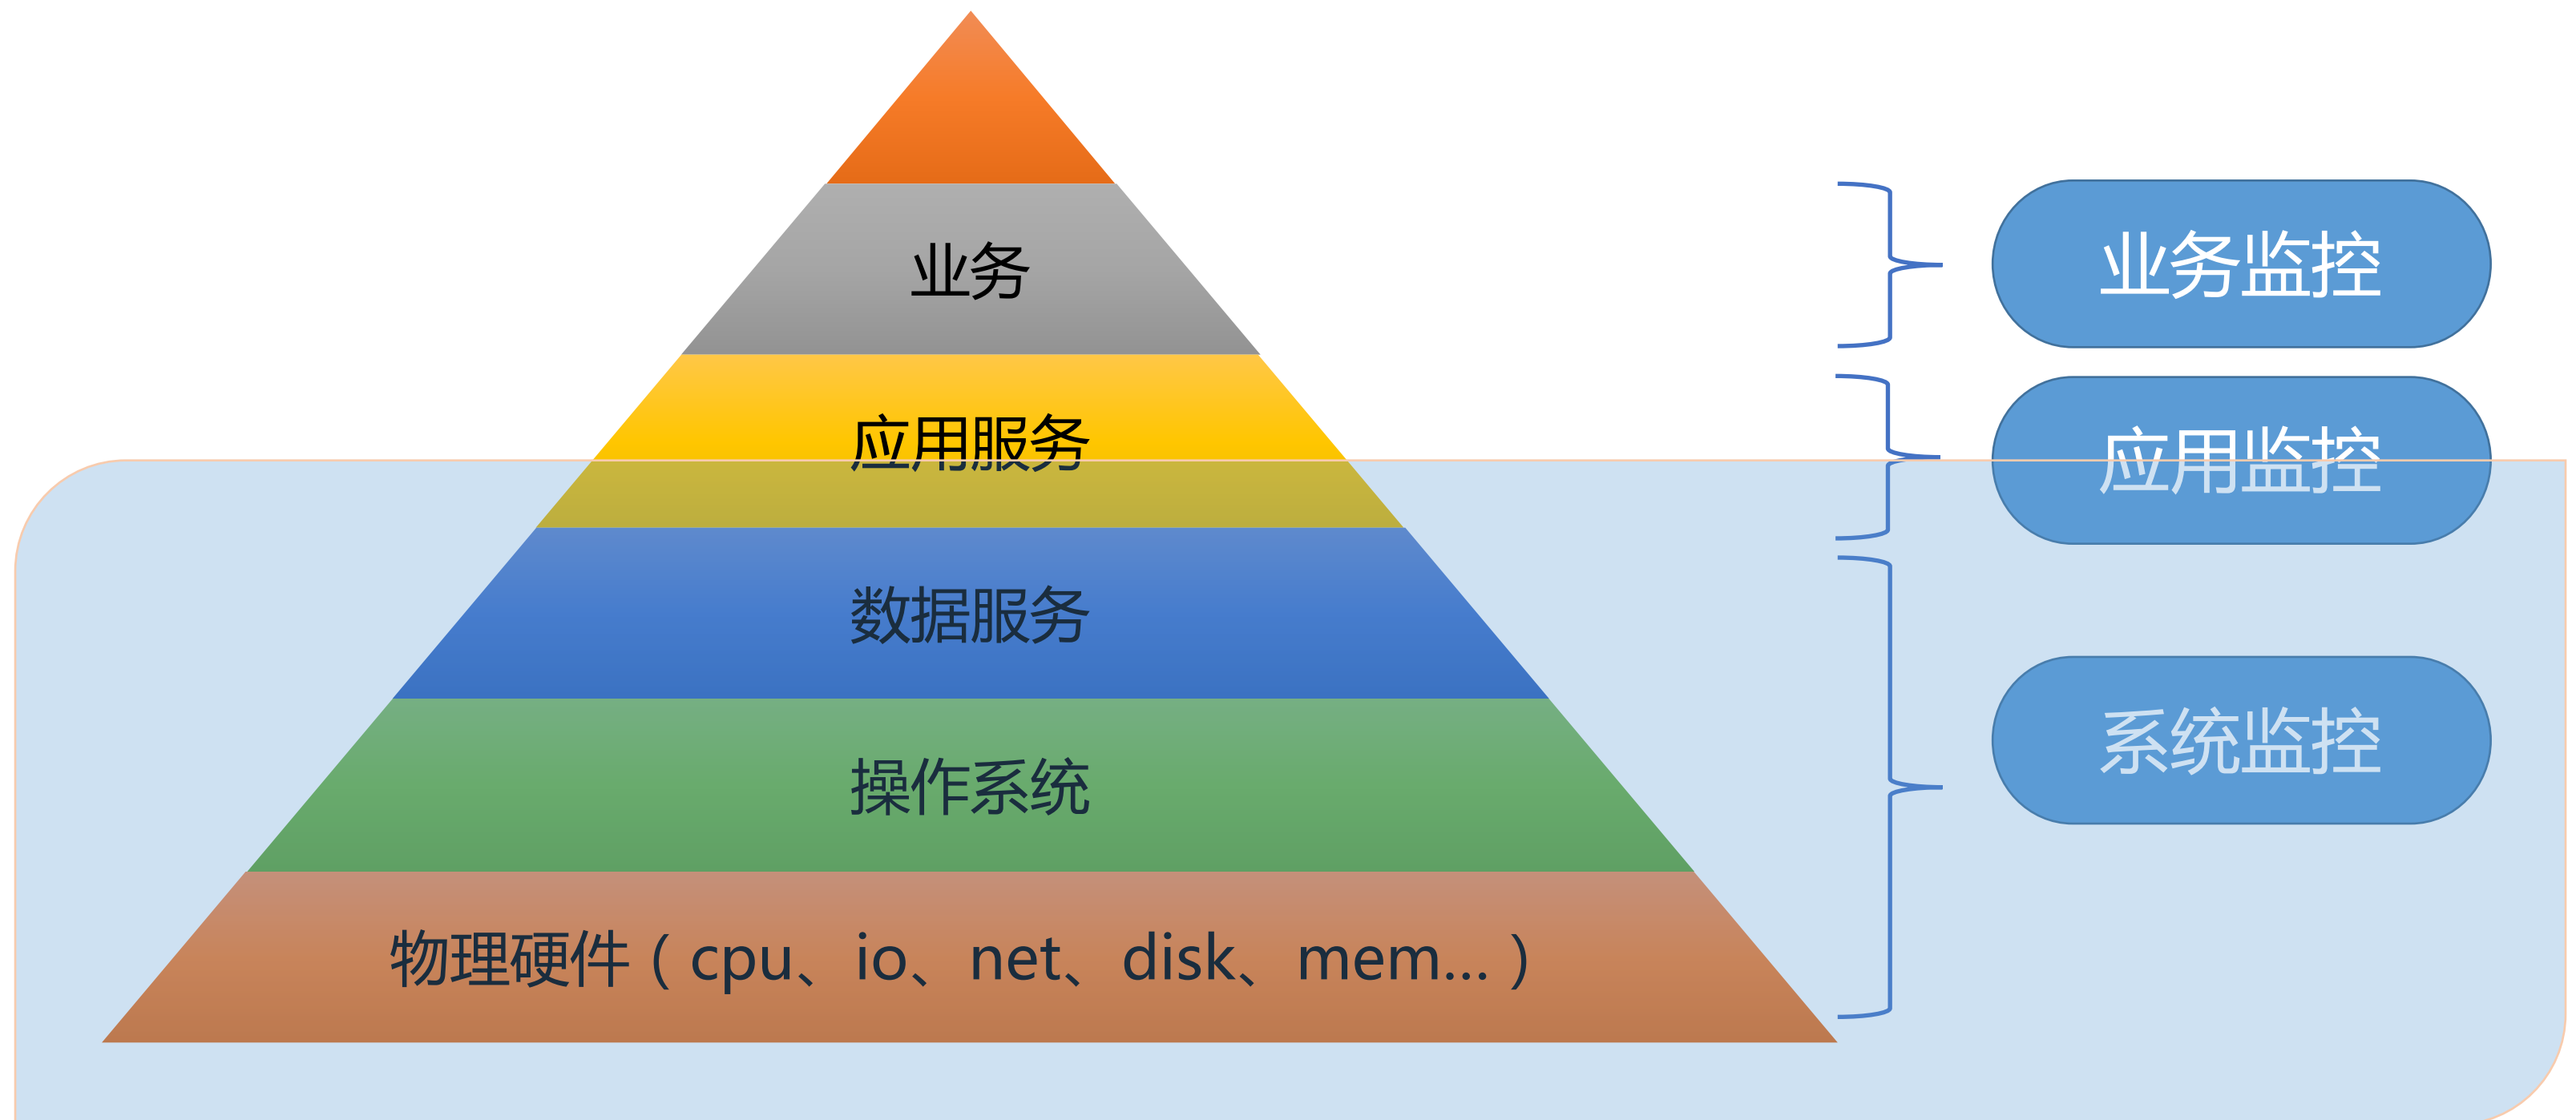 业务
业务监控
应用服务
应用监控
数据服务
系统监控
操作系统
物理硬件（cpu、io、net、disk、mem...）